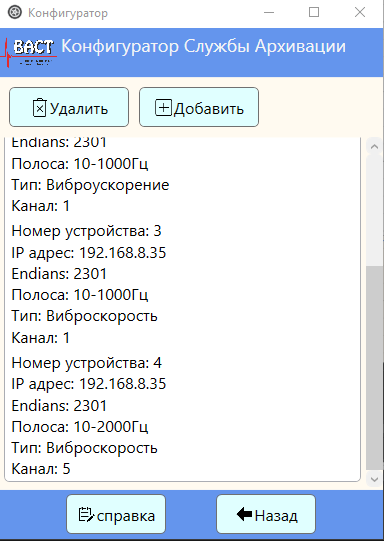 Конфигуратор
ВАСТ Конфигуратор Службы Архивации
Удалить Добавить
Endians: 2301
Полоса: 10-1000Гц
Тип: Виброускорение
Канал: 1
Номер устройства: 3
IP адрес: 192.168.8.35
Endians: 2301
Полоса: 10-1000Гц
Тип: Виброскорость
Канал: 1
Номер устройства: 4
IP адрес: 192.168.8.35
Endians: 2301
Полоса: 10-2000Гц
Тип: Виброскорость
Канал: 5
справка Назад